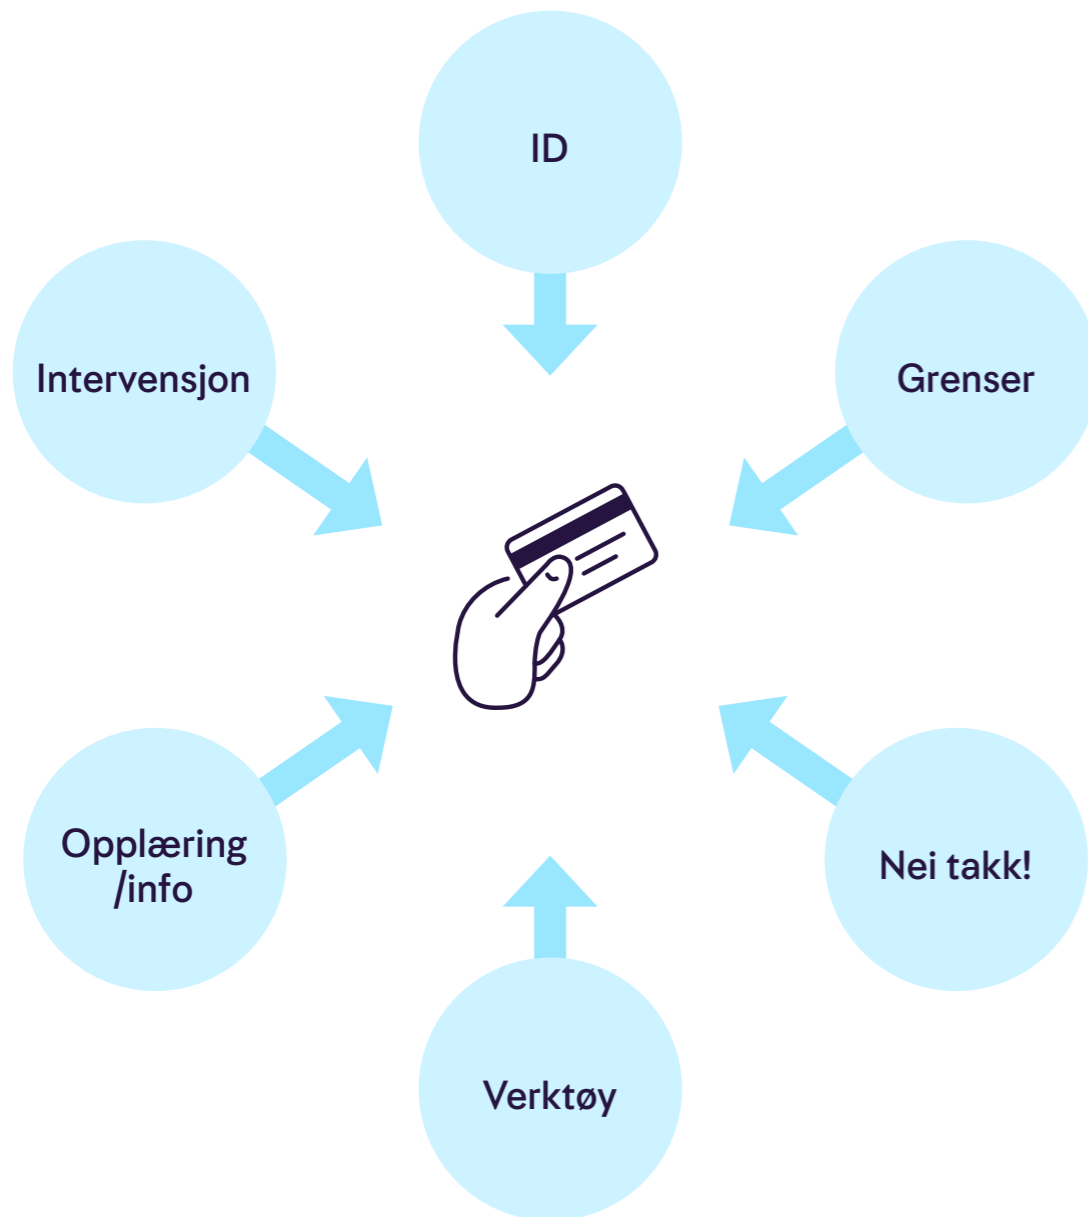 ID
Intervensjon
Grenser
Opplæring
/info
Nei takk!
Verktøy